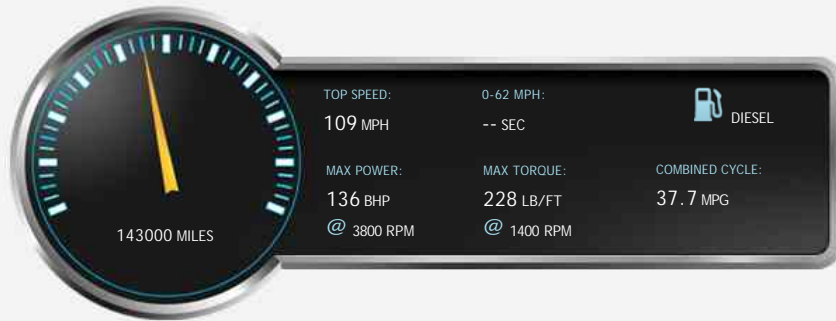 TOP SPEED:
109 MPH
0-62 MPH:
-- SEC
DIESEL
MAX POWER:
136 BHP
@ 3800 RPM
MAX TORQUE:
228 LB/FT
@ 1400 RPM
COMBINED CYCLE:
37.7 MPG
143000 MILES